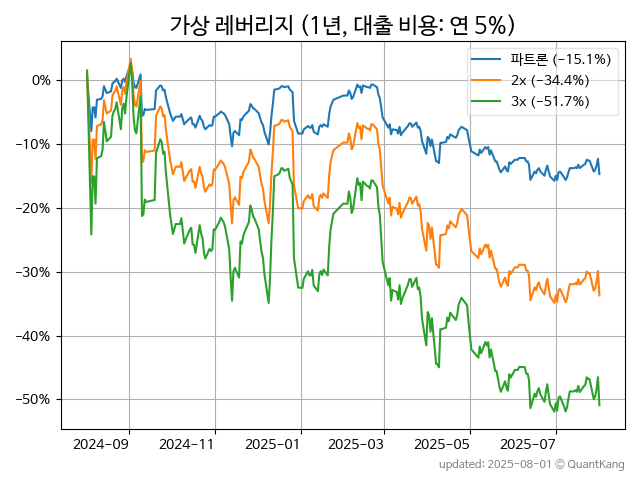 가상 레버리지 (1년, 대출 비용: 연 5%)
파트론 (−15.1%)
2x (−34.4%)
3x (−51.7%)
0%
−10%
−20%
−30%
−40%
−50%
2024-09
2024-11
2025-01
2025-03
2025-05
2025-07
updated: 2025-08-01 © QuantKang